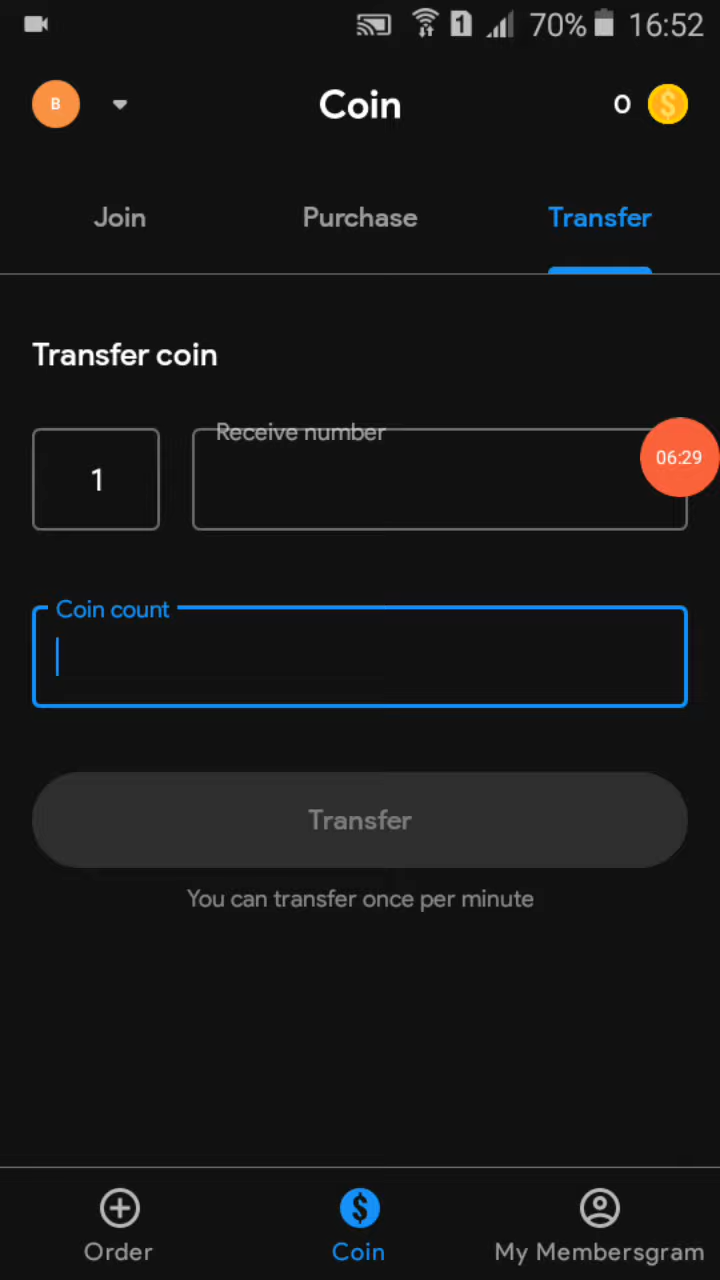 1 70% 16:52
B Coin 0 $
Join Purchase Transfer
Transfer coin
Receive number
1
06:29
Coin count
Transfer
You can transfer once per minute
$
Order Coin My Membersgram